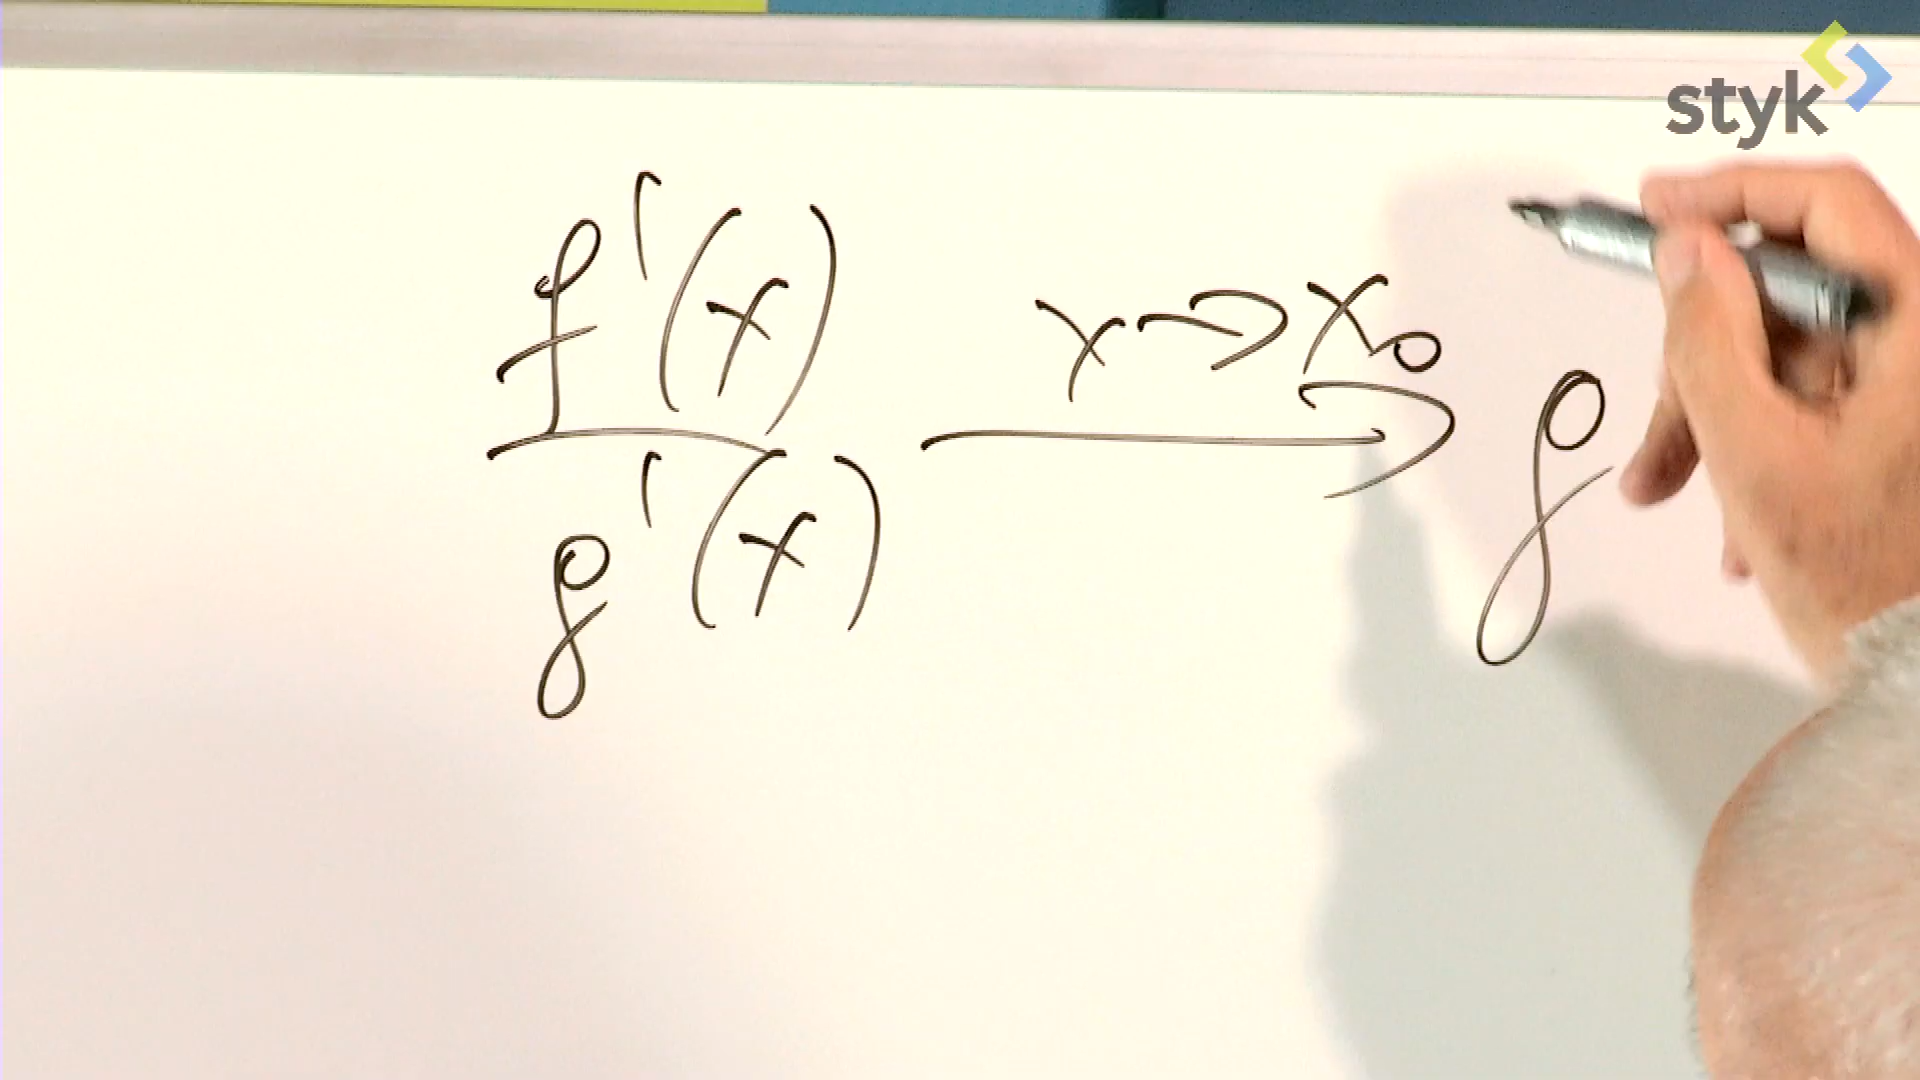 styk
f'(x) / g'(x) x→x₀ → g